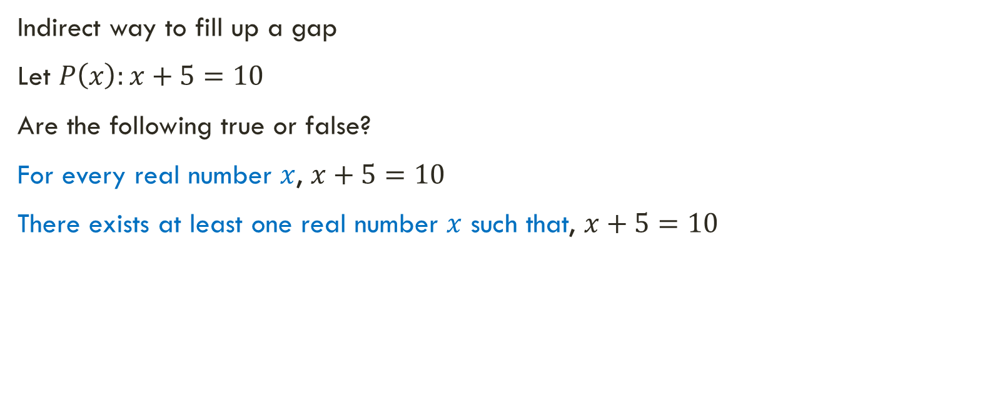 Indirect way to fill up a gap
Let 𝑃(𝑥): 𝑥 + 5 = 10
Are the following true or false?
For every real number 𝑥, 𝑥 + 5 = 10
There exists at least one real number 𝑥 such that, 𝑥 + 5 = 10